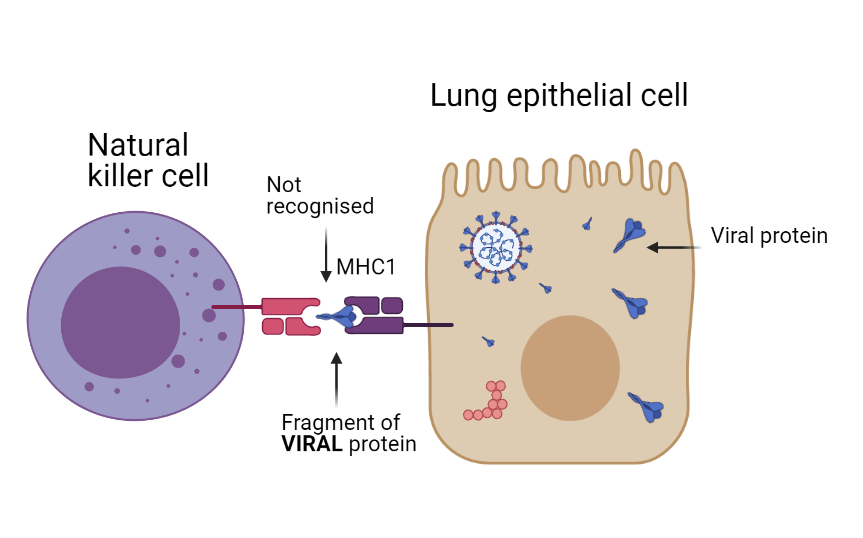 Lung epithelial cell
Natural
killer cell
Not
recognised
MHC1
Viral protein
Fragment of
VIRAL protein